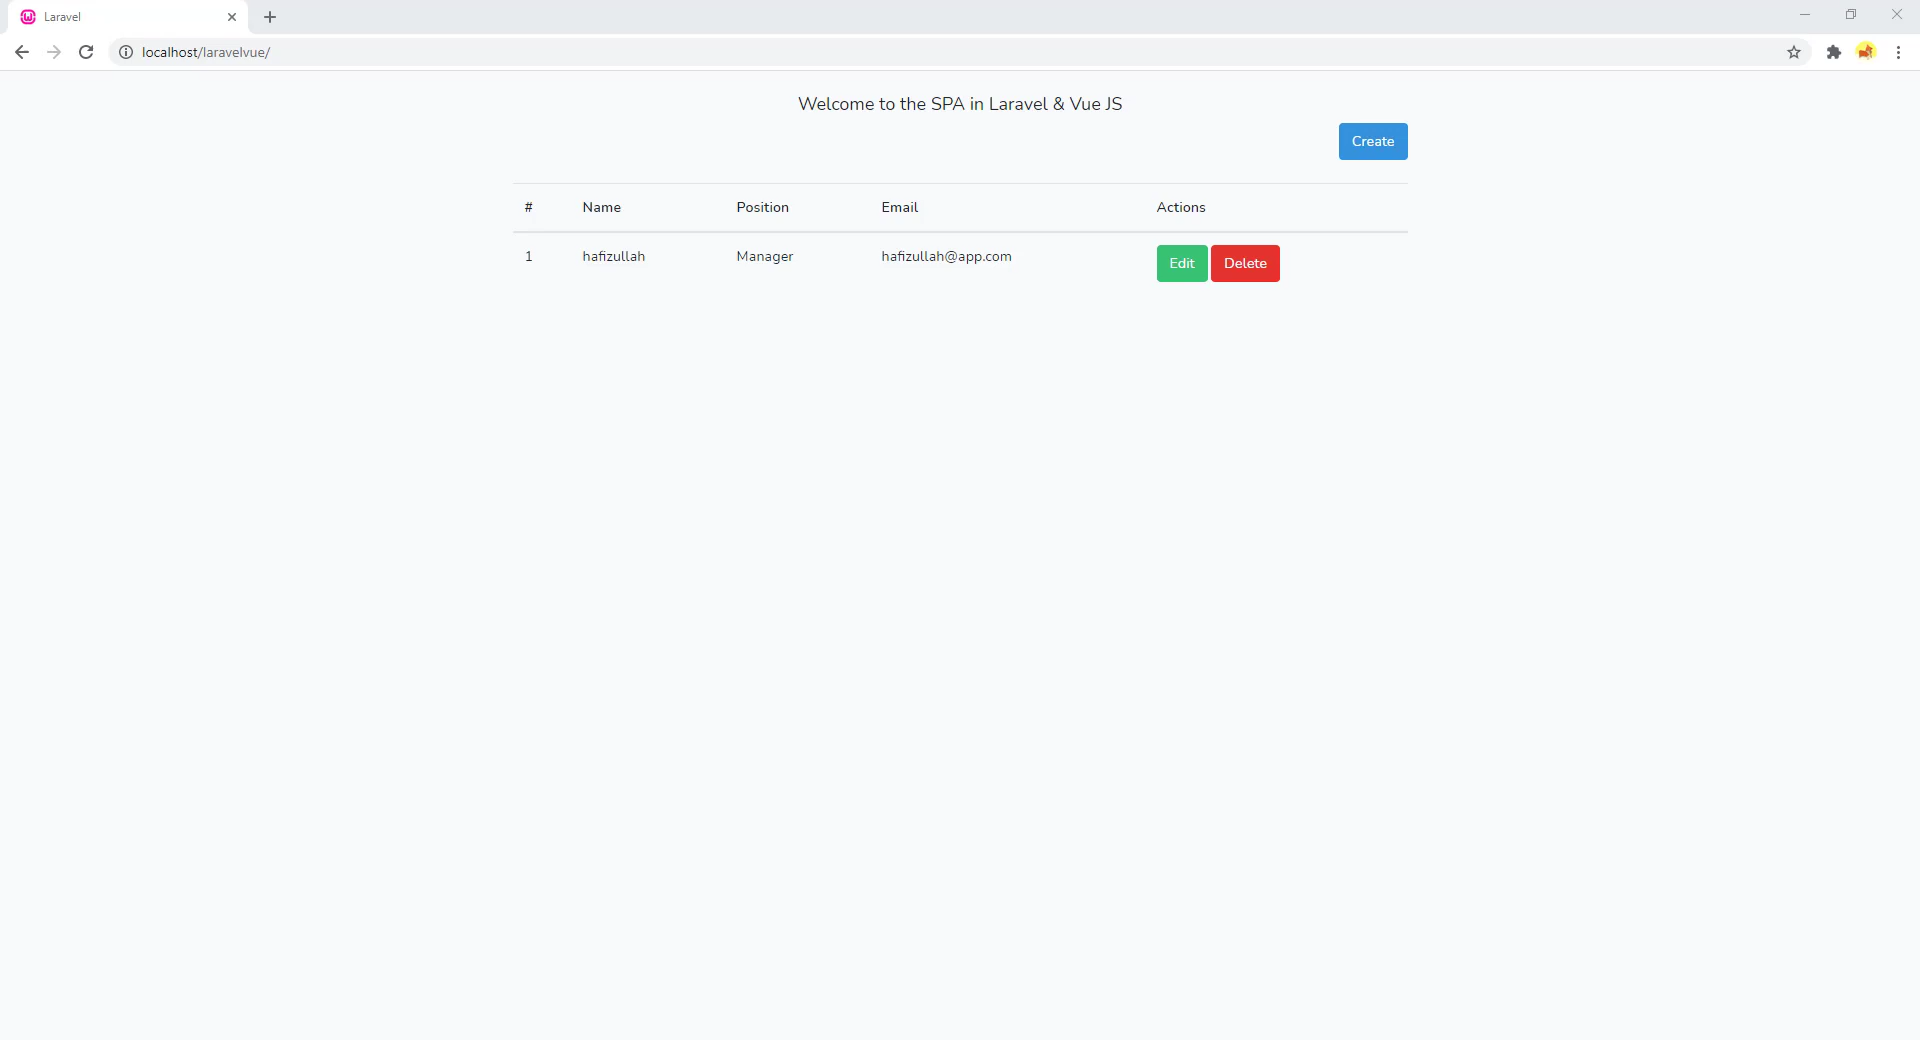 Laravel
localhost/laravelvue/
Welcome to the SPA in Laravel & Vue JS
Create
# Name Position Email Actions
1 hafizullah Manager hafizullah@app.com Edit Delete